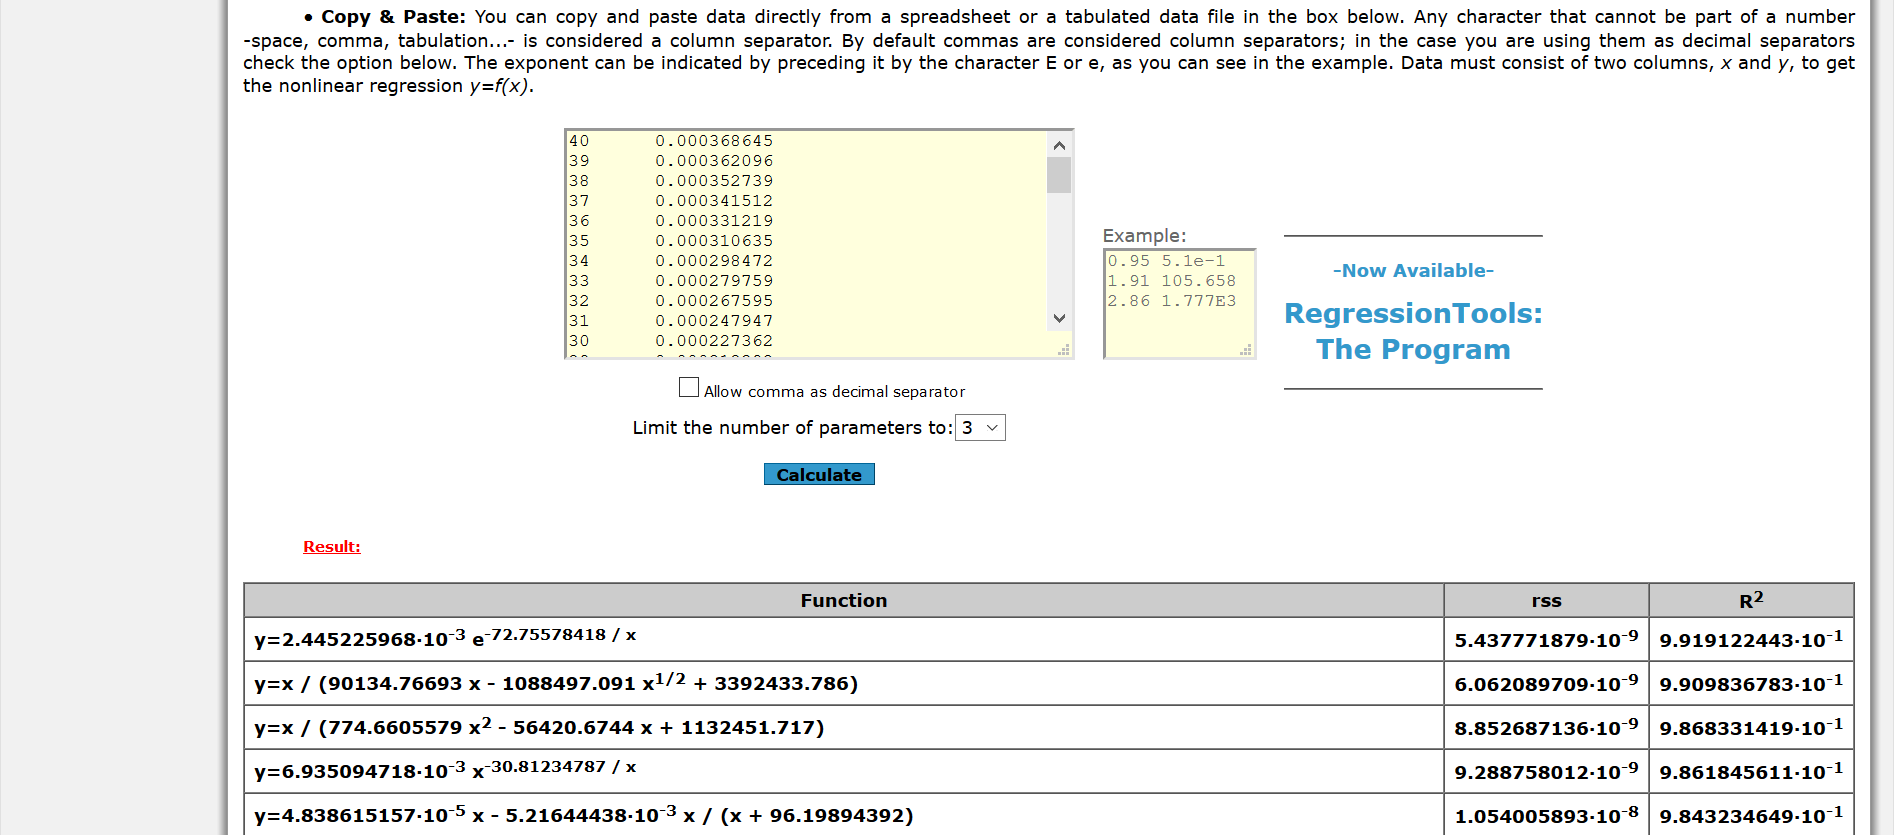 • Copy & Paste: You can copy and paste data directly from a spreadsheet or a tabulated data file in the box below. Any character that cannot be part of a number
-space, comma, tabulation...- is considered a column separator. By default commas are considered column separators; in the case you are using them as decimal separators
check the option below. The exponent can be indicated by preceding it by the character E or e, as you can see in the example. Data must consist of two columns, x and y, to get
the nonlinear regression y=f(x).
40 0.000368645
39 0.000362096
38 0.000352739
37 0.000341512
36 0.000331219
35 0.000310635
34 0.000298472
33 0.000279759
32 0.000267595
31 0.000247947
30 0.000227362
Example:
0.95 5.1e-1
1.91 105.658
2.86 1.777E3
-Now Available-
RegressionTools:
The Program
Allow comma as decimal separator
Limit the number of parameters to: 3
Calculate
Result:
Function rss R²
y=2.445225968·10⁻³ e^-72.75578418 / x 5.437771879·10⁻⁹ 9.919122443·10⁻¹
y=x / (90134.76693 x - 1088497.091 x^1/2 + 3392433.786) 6.062089709·10⁻⁹ 9.909836783·10⁻¹
y=x / (774.6605579 x² - 56420.6744 x + 1132451.717) 8.852687136·10⁻⁹ 9.868331419·10⁻¹
y=6.935094718·10⁻³ x^-30.81234787 / x 9.288758012·10⁻⁹ 9.861845611·10⁻¹
y=4.838615157·10⁻⁵ x - 5.21644438·10⁻³ x / (x + 96.19894392) 1.054005893·10⁻⁸ 9.843234649·10⁻¹